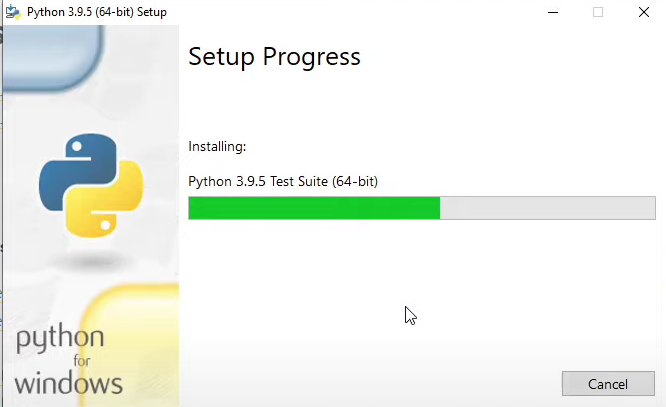 Python 3.9.5 (64-bit) Setup
Setup Progress
Installing:
Python 3.9.5 Test Suite (64-bit)
python
for
windows
Cancel